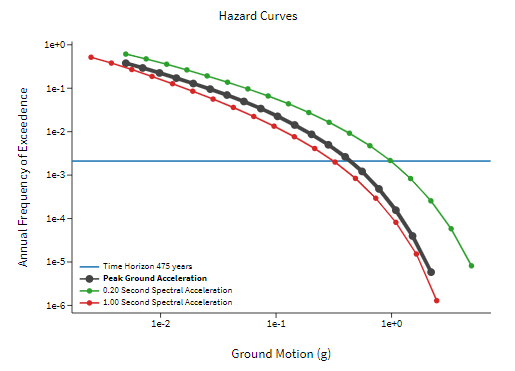 Hazard Curves
Annual Frequency of Exceedence
1e+0
1e-1
1e-2
1e-3
1e-4
1e-5
1e-6
Time Horizon 475 years
Peak Ground Acceleration
0.20 Second Spectral Acceleration
1.00 Second Spectral Acceleration
1e-2 1e-1 1e+0
Ground Motion (g)